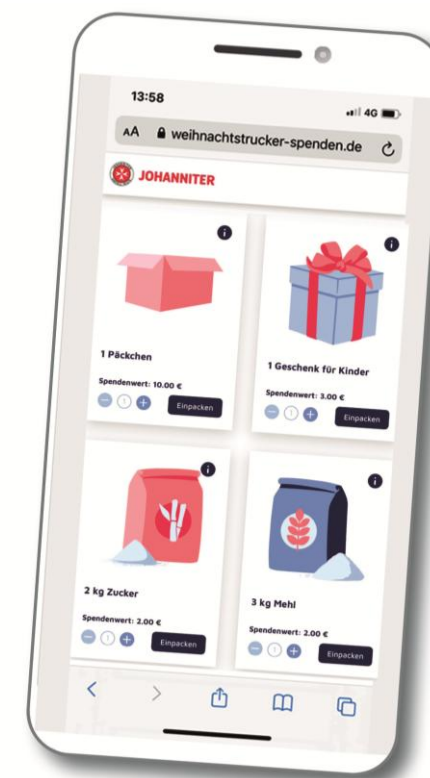 13:58
4G
AA weihnachtstrucker-spenden.de
JOHANNITER
1 Päckchen
Spendenwert: 10.00 €
1 Einpacken
1 Geschenk für Kinder
Spendenwert: 3.00 €
1 Einpacken
2 kg Zucker
Spendenwert: 2.00 €
1 Einpacken
3 kg Mehl
Spendenwert: 2.00 €
1 Einpacken